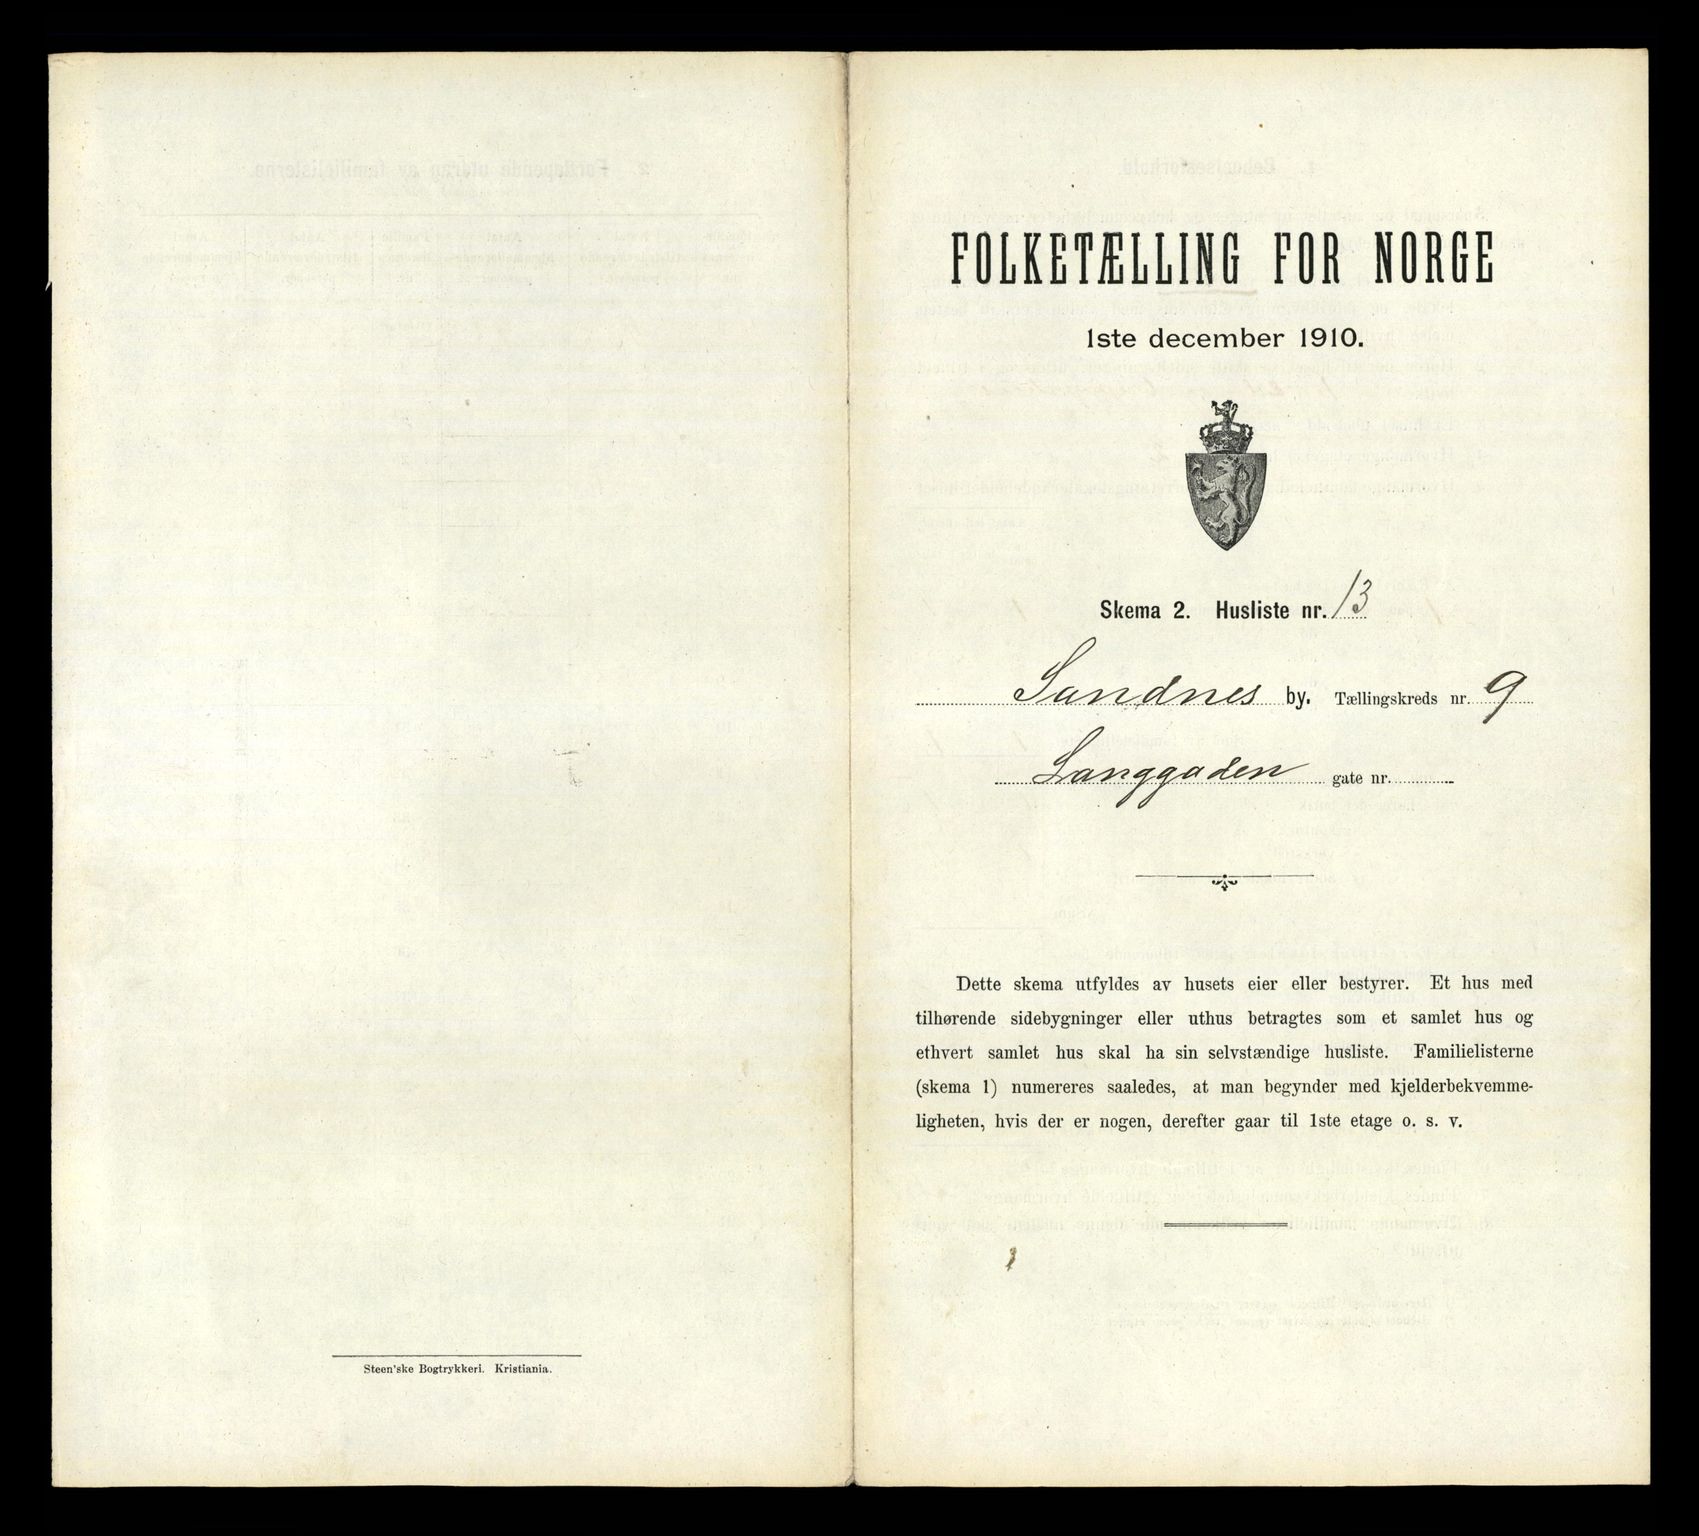 FOLKETÆLLING FOR NORGE
1ste december 1910.
Skema 2. Husliste nr. 13
Sandnes by. Tællingskreds nr. 9
Langgaden gate nr.
Dette skema utfyldes av husets eier eller bestyrer. Et hus med
tilhørende sidebygninger eller uthus betragtes som et samlet hus og
ethvert samlet hus skal ha sin selvstændige husliste. Familielisterne
(skema 1) numereres saaledes, at man begynder med kjelderbekvemme-
ligheten, hvis der er nogen, derefter gaar til 1ste etage o. s. v.
Steen'ske Bogtrykkeri. Kristiania.